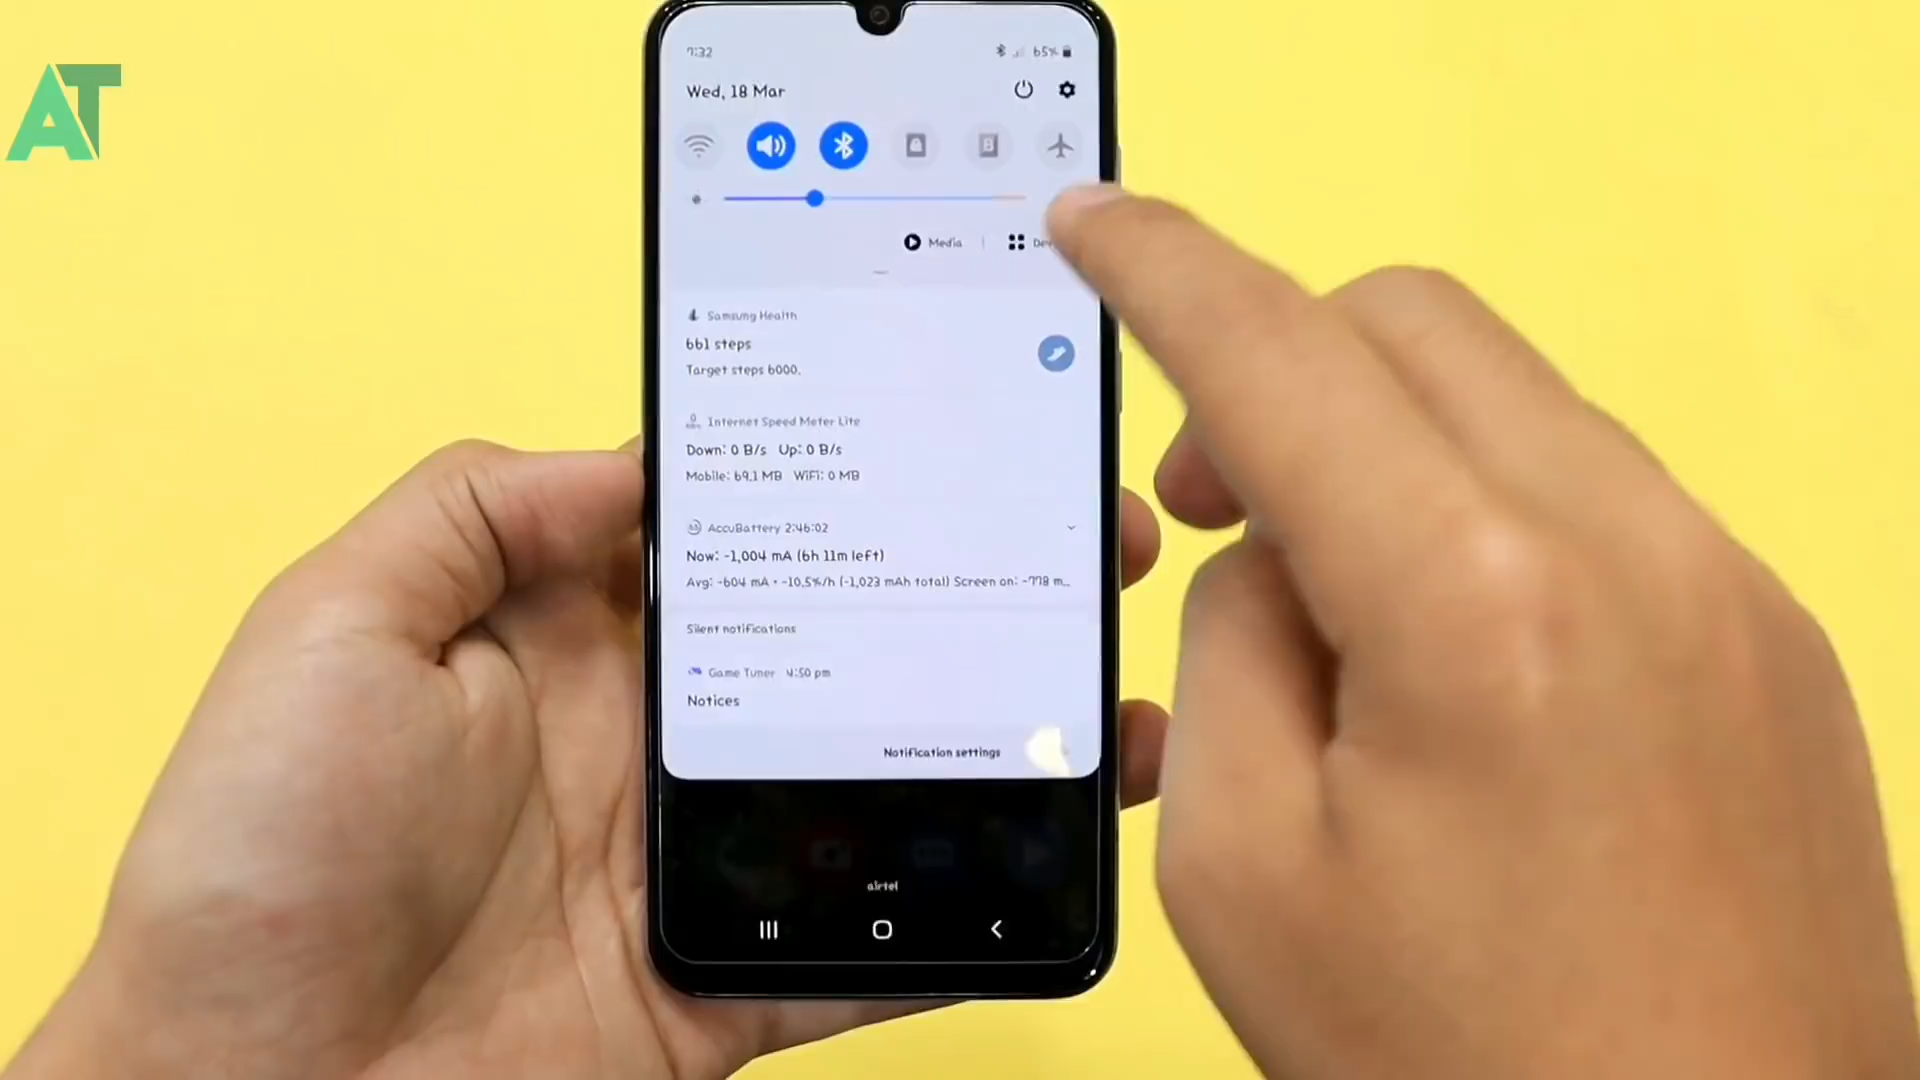 AT
7:32
65%
Wed, 18 Mar
B
Media
Samsung Health
661 steps
Target steps 6000.
Internet Speed Meter Lite
Down: 0 B/s Up: 0 B/s
Mobile: 69.1 MB WiFi: 0 MB
AccuBattery 2:46:02
Now: -1,004 mA (6h 11m left)
Avg: -604 mA • -10.5%/h (-1,023 mAh total) Screen on: -778 m...
Silent notifications
Game Tuner 4:50 pm
Notices
Notification settings
airtel